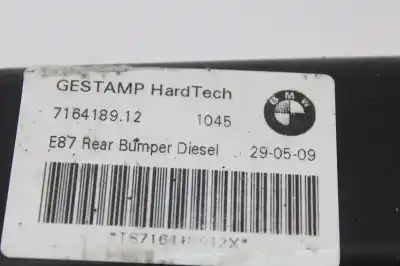 GESTAMP HardTech
BMW
7164189.12 1045
E87 Rear Bumper Diesel 29-05-09